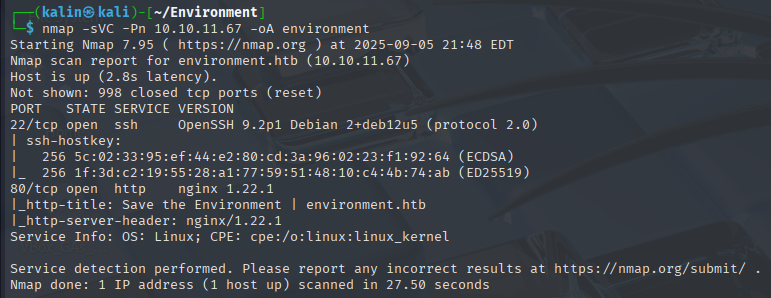 ┌──(kalin㉿kali)-[~/Environment]
└─$ nmap -sVC -Pn 10.10.11.67 -oA environment
Starting Nmap 7.95 ( https://nmap.org ) at 2025-09-05 21:48 EDT
Nmap scan report for environment.htb (10.10.11.67)
Host is up (2.8s latency).
Not shown: 998 closed tcp ports (reset)
PORT   STATE SERVICE VERSION
22/tcp open  ssh     OpenSSH 9.2p1 Debian 2+deb12u5 (protocol 2.0)
| ssh-hostkey:
|   256 5c:02:33:95:ef:44:e2:80:cd:3a:96:02:23:f1:92:64 (ECDSA)
|_  256 1f:3d:c2:19:55:28:a1:77:59:51:48:10:c4:4b:74:ab (ED25519)
80/tcp open  http    nginx 1.22.1
|_http-title: Save the Environment | environment.htb
|_http-server-header: nginx/1.22.1
Service Info: OS: Linux; CPE: cpe:/o:linux:linux_kernel

Service detection performed. Please report any incorrect results at https://nmap.org/submit/ .
Nmap done: 1 IP address (1 host up) scanned in 27.50 seconds